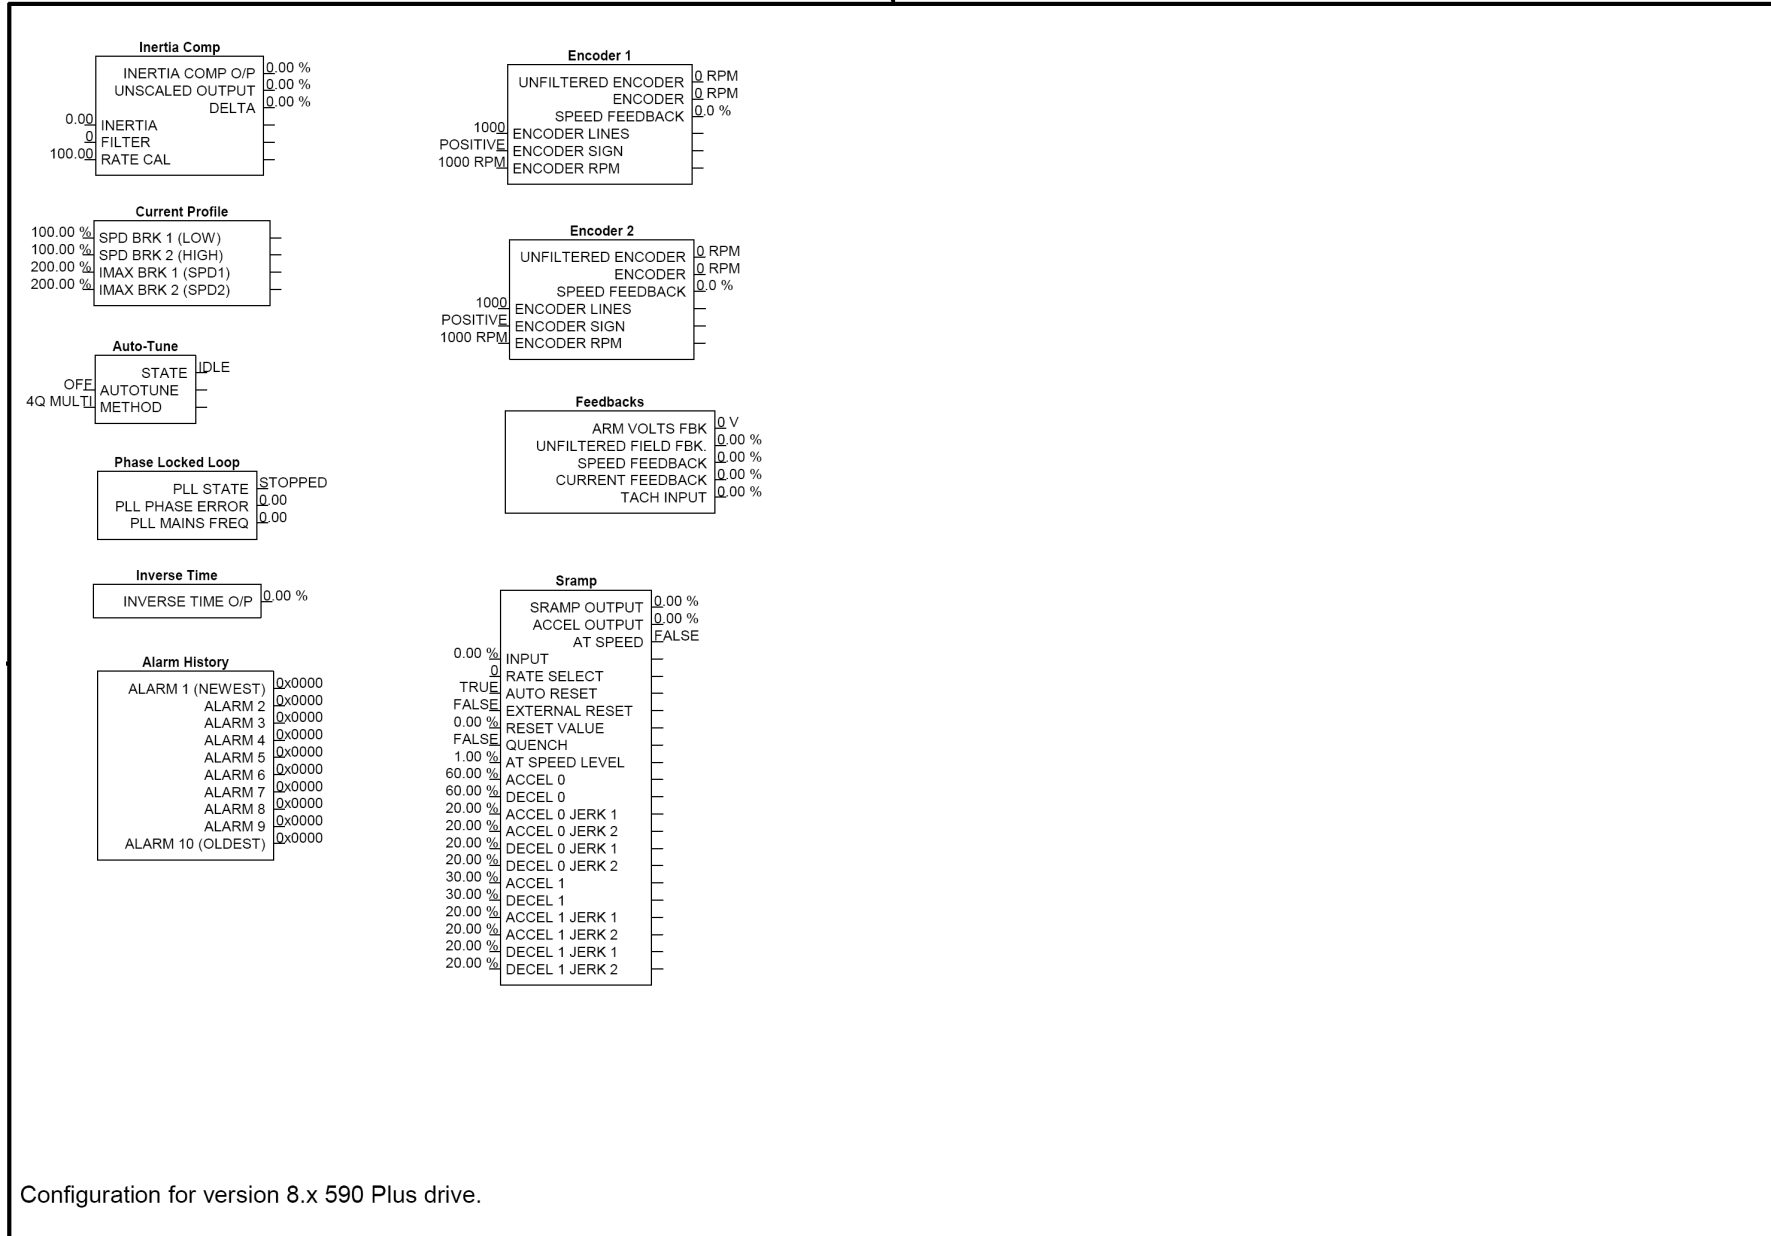 Inertia Comp
INERTIA COMP O/P 0.00 %
UNSCALED OUTPUT 0.00 %
DELTA 0.00 %
0.00 INERTIA
0 FILTER
100.00 RATE CAL
Current Profile
100.00 % SPD BRK 1 (LOW)
100.00 % SPD BRK 2 (HIGH)
200.00 % IMAX BRK 1 (SPD1)
200.00 % IMAX BRK 2 (SPD2)
Auto-Tune
STATE IDLE
OFF AUTOTUNE
4Q MULTI METHOD
Phase Locked Loop
PLL STATE STOPPED
PLL PHASE ERROR 0.00
PLL MAINS FREQ 0.00
Inverse Time
INVERSE TIME O/P 0.00 %
Alarm History
ALARM 1 (NEWEST) 0x0000
ALARM 2 0x0000
ALARM 3 0x0000
ALARM 4 0x0000
ALARM 5 0x0000
ALARM 6 0x0000
ALARM 7 0x0000
ALARM 8 0x0000
ALARM 9 0x0000
ALARM 10 (OLDEST) 0x0000
Encoder 1
UNFILTERED ENCODER 0 RPM
ENCODER 0 RPM
SPEED FEEDBACK 0.0 %
1000 ENCODER LINES
POSITIVE ENCODER SIGN
1000 RPM ENCODER RPM
Encoder 2
UNFILTERED ENCODER 0 RPM
ENCODER 0 RPM
SPEED FEEDBACK 0.0 %
1000 ENCODER LINES
POSITIVE ENCODER SIGN
1000 RPM ENCODER RPM
Feedbacks
ARM VOLTS FBK 0 V
UNFILTERED FIELD FBK. 0.00 %
SPEED FEEDBACK 0.00 %
CURRENT FEEDBACK 0.00 %
TACH INPUT 0.00 %
Sramp
SRAMP OUTPUT 0.00 %
ACCEL OUTPUT 0.00 %
AT SPEED FALSE
0.00 % INPUT
0 RATE SELECT
TRUE AUTO RESET
FALSE EXTERNAL RESET
0.00 % RESET VALUE
FALSE QUENCH
1.00 % AT SPEED LEVEL
60.00 % ACCEL 0
60.00 % DECEL 0
20.00 % ACCEL 0 JERK 1
20.00 % ACCEL 0 JERK 2
20.00 % DECEL 0 JERK 1
20.00 % DECEL 0 JERK 2
30.00 % ACCEL 1
30.00 % DECEL 1
20.00 % ACCEL 1 JERK 1
20.00 % ACCEL 1 JERK 2
20.00 % DECEL 1 JERK 1
20.00 % DECEL 1 JERK 2
Configuration for version 8.x 590 Plus drive.